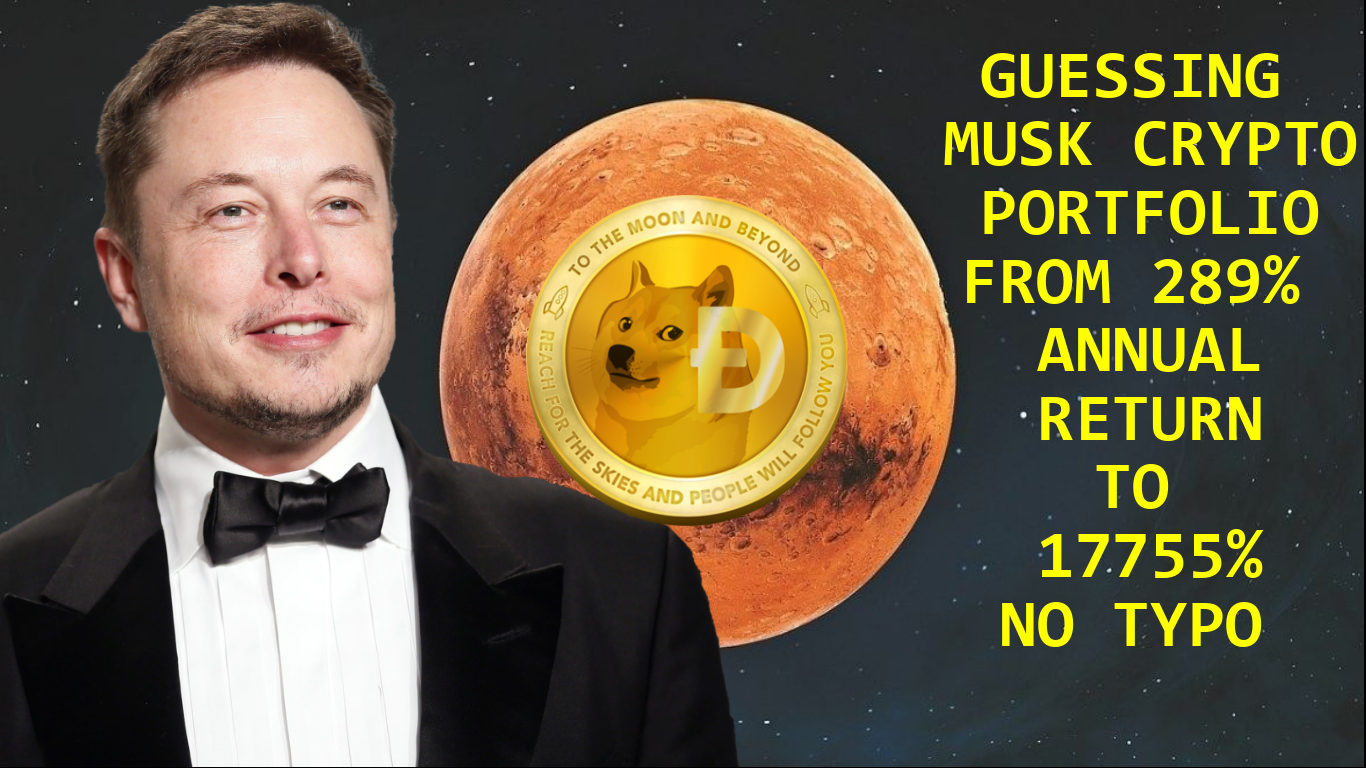 TO THE MOON AND BEYOND
Ð
REACH FOR THE SKIES AND PEOPLE WILL FOLLOW YOU
GUESSING
MUSK CRYPTO
PORTFOLIO
FROM 289%
ANNUAL
RETURN
TO
17755%
NO TYPO